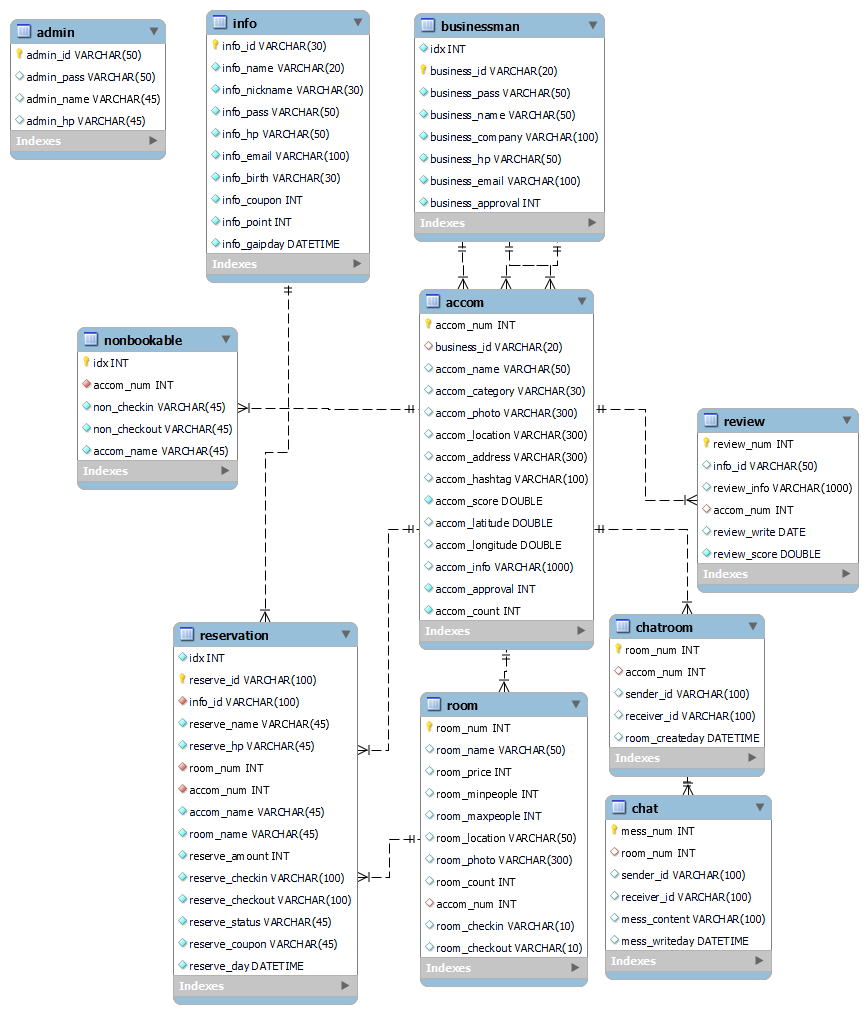 admin
admin_id VARCHAR(50)
admin_pass VARCHAR(50)
admin_name VARCHAR(45)
admin_hp VARCHAR(45)
Indexes
info
info_id VARCHAR(30)
info_name VARCHAR(20)
info_nickname VARCHAR(30)
info_pass VARCHAR(50)
info_hp VARCHAR(50)
info_email VARCHAR(100)
info_birth VARCHAR(30)
info_coupon INT
info_point INT
info_gaipday DATETIME
Indexes
businessman
idx INT
business_id VARCHAR(20)
business_pass VARCHAR(50)
business_name VARCHAR(50)
business_company VARCHAR(100)
business_hp VARCHAR(50)
business_email VARCHAR(100)
business_approval INT
Indexes
nonbookable
idx INT
accom_num INT
non_checkin VARCHAR(45)
non_checkout VARCHAR(45)
accom_name VARCHAR(45)
Indexes
accom
accom_num INT
business_id VARCHAR(20)
accom_name VARCHAR(50)
accom_category VARCHAR(30)
accom_photo VARCHAR(300)
accom_location VARCHAR(300)
accom_address VARCHAR(300)
accom_hashtag VARCHAR(100)
accom_score DOUBLE
accom_latitude DOUBLE
accom_longitude DOUBLE
accom_info VARCHAR(1000)
accom_approval INT
accom_count INT
Indexes
review
review_num INT
info_id VARCHAR(50)
review_info VARCHAR(1000)
accom_num INT
review_write DATE
review_score DOUBLE
Indexes
reservation
idx INT
reserve_id VARCHAR(100)
info_id VARCHAR(100)
reserve_name VARCHAR(45)
reserve_hp VARCHAR(45)
room_num INT
accom_num INT
accom_name VARCHAR(45)
room_name VARCHAR(45)
reserve_amount INT
reserve_checkin VARCHAR(100)
reserve_checkout VARCHAR(100)
reserve_status VARCHAR(45)
reserve_coupon VARCHAR(45)
reserve_day DATETIME
Indexes
room
room_num INT
room_name VARCHAR(50)
room_price INT
room_minpeople INT
room_maxpeople INT
room_location VARCHAR(50)
room_photo VARCHAR(300)
room_count INT
accom_num INT
room_checkin VARCHAR(10)
room_checkout VARCHAR(10)
Indexes
chatroom
room_num INT
accom_num INT
sender_id VARCHAR(100)
receiver_id VARCHAR(100)
room_createday DATETIME
Indexes
chat
mess_num INT
room_num INT
sender_id VARCHAR(100)
receiver_id VARCHAR(100)
mess_content VARCHAR(100)
mess_writeday DATETIME
Indexes